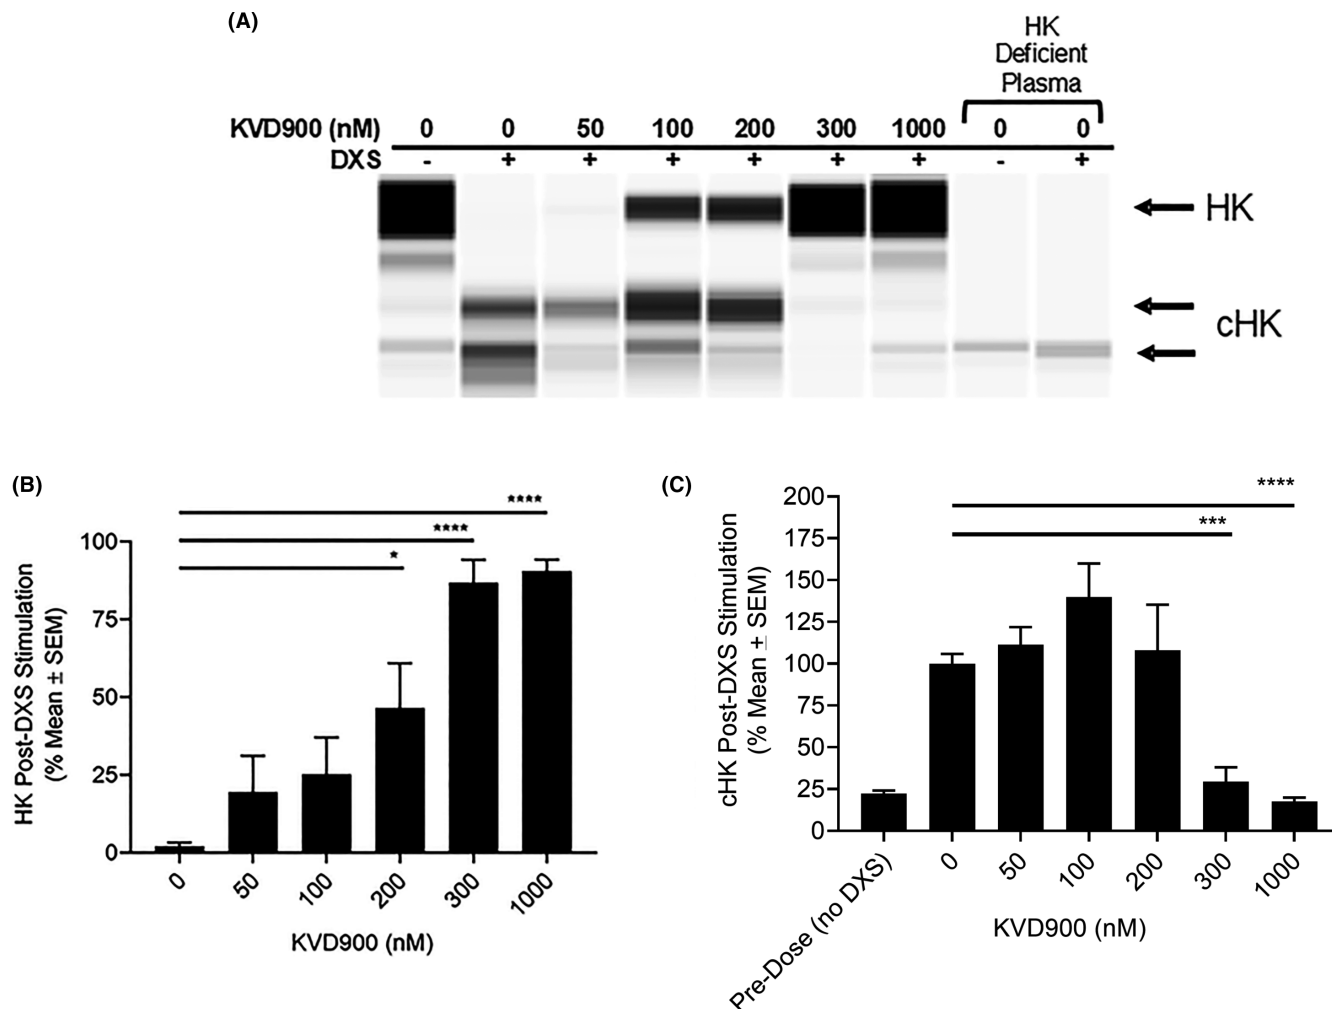 (A)
HK
Deficient
Plasma
KVD900 (nM) 0 0 50 100 200 300 1000 0 0
DXS - + + + + + + - +
HK
cHK
(B)
****
****
*
HK Post-DXS Stimulation
(% Mean ± SEM)
100
75
50
25
0
0 50 100 200 300 1000
KVD900 (nM)
(C)
****
***
cHK Post-DXS Stimulation
(% Mean ± SEM)
200
175
150
125
100
75
50
25
0
Pre-Dose (no DXS) 0 50 100 200 300 1000
KVD900 (nM)